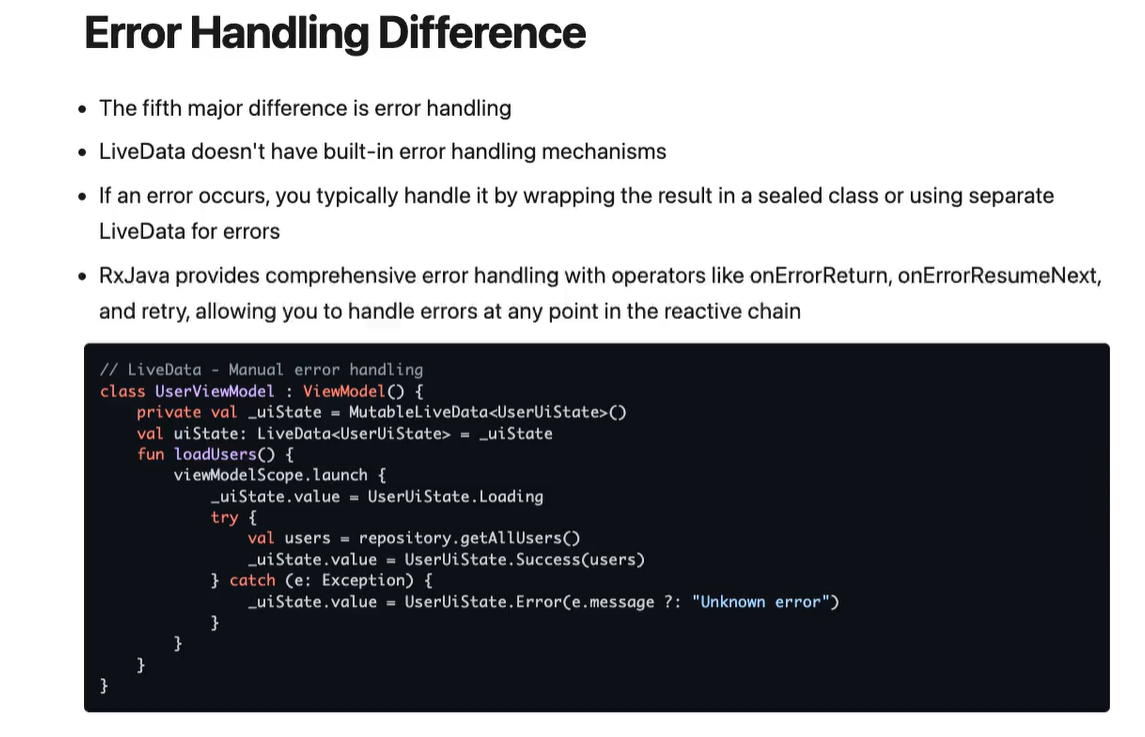 Error Handling Difference
• The fifth major difference is error handling
• LiveData doesn't have built-in error handling mechanisms
• If an error occurs, you typically handle it by wrapping the result in a sealed class or using separate
LiveData for errors
• RxJava provides comprehensive error handling with operators like onErrorReturn, onErrorResumeNext,
and retry, allowing you to handle errors at any point in the reactive chain
// LiveData - Manual error handling
class UserViewModel : ViewModel() {
    private val _uiState = MutableLiveData<UserUiState>()
    val uiState: LiveData<UserUiState> = _uiState
    fun loadUsers() {
        viewModelScope.launch {
            _uiState.value = UserUiState.Loading
            try {
                val users = repository.getAllUsers()
                _uiState.value = UserUiState.Success(users)
            } catch (e: Exception) {
                _uiState.value = UserUiState.Error(e.message ?: "Unknown error")
            }
        }
    }
}